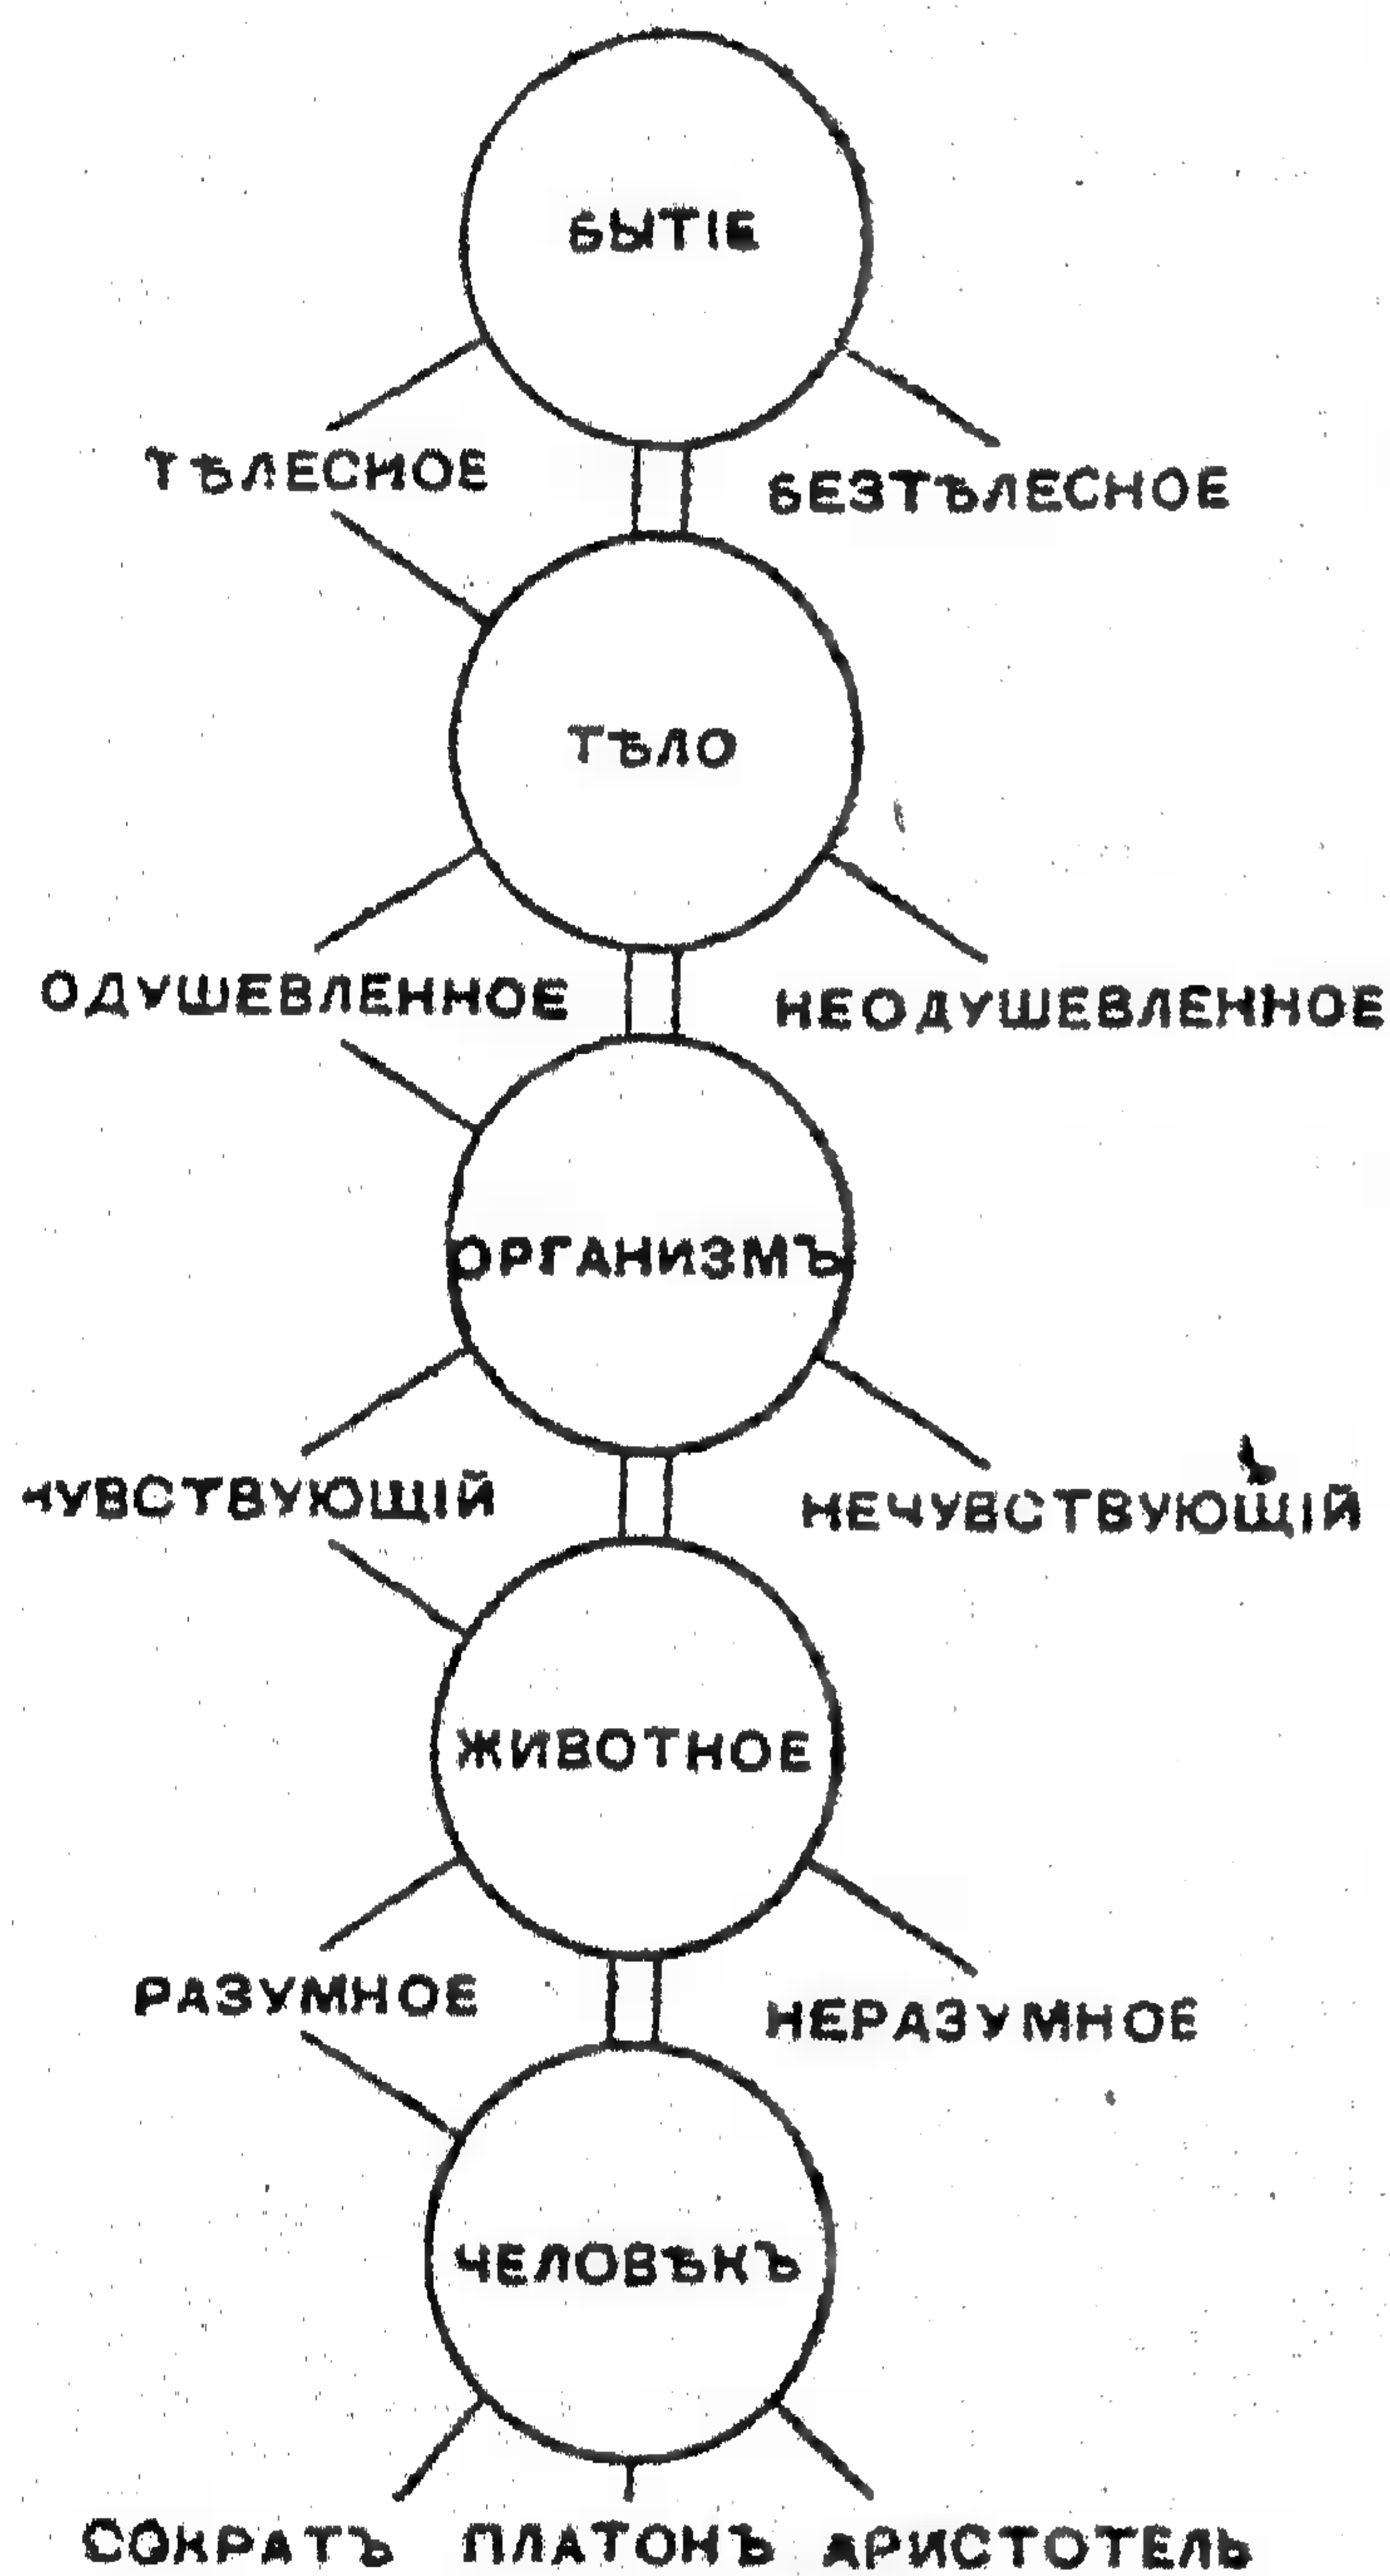 БЫТІЕ
ТѢЛЕСНОЕ БЕЗТѢЛЕСНОЕ
ТѢЛО
ОДУШЕВЛЕННОЕ НЕОДУШЕВЛЕННОЕ
ОРГАНИЗМЪ
ЧУВСТВУЮЩІЙ НЕЧУВСТВУЮЩІЙ
ЖИВОТНОЕ
РАЗУМНОЕ НЕРАЗУМНОЕ
ЧЕЛОВѢКЪ
СОКРАТЪ ПЛАТОНЪ АРИСТОТЕЛЬ